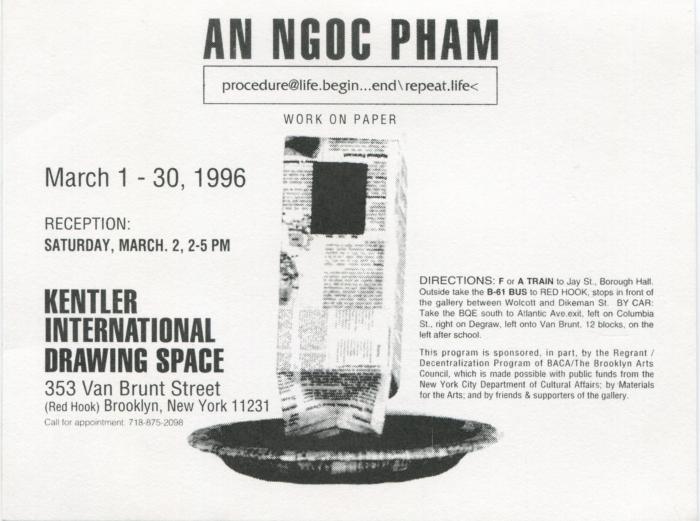 AN NGOC PHAM
procedure@life.begin...end\repeat.life<
WORK ON PAPER
March 1 - 30, 1996
RECEPTION:
SATURDAY, MARCH. 2, 2-5 PM
KENTLER
INTERNATIONAL
DRAWING SPACE
353 Van Brunt Street
(Red Hook) Brooklyn, New York 11231
Call for appointment 718-875-2098
DIRECTIONS: F or A TRAIN to Jay St., Borough Hall.
Outside take the B-61 BUS to RED HOOK, stops in front of
the gallery between Wolcott and Dikeman St. BY CAR:
Take the BQE south to Atlantic Ave.exit, left on Columbia
St., right on Degraw, left onto Van Brunt. 12 blocks, on the
left after school.
This program is sponsored, in part, by the Regrant /
Decentralization Program of BACA/The Brooklyn Arts
Council, which is made possible with public funds from the
New York City Department of Cultural Affairs; by Materials
for the Arts; and by friends & supporters of the gallery.